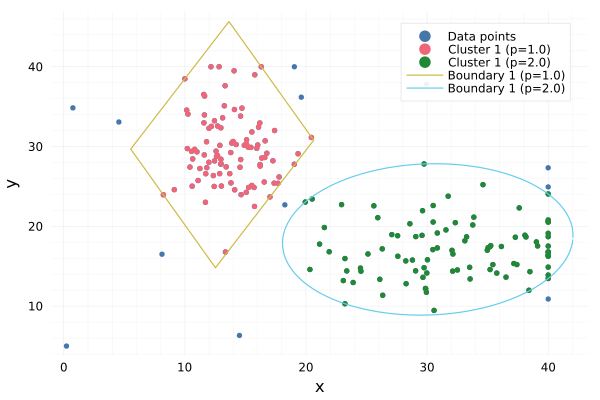 y
40
30
20
10
0
10
20
30
40
x
Data points
Cluster 1 (p=1.0)
Cluster 1 (p=2.0)
Boundary 1 (p=1.0)
Boundary 1 (p=2.0)